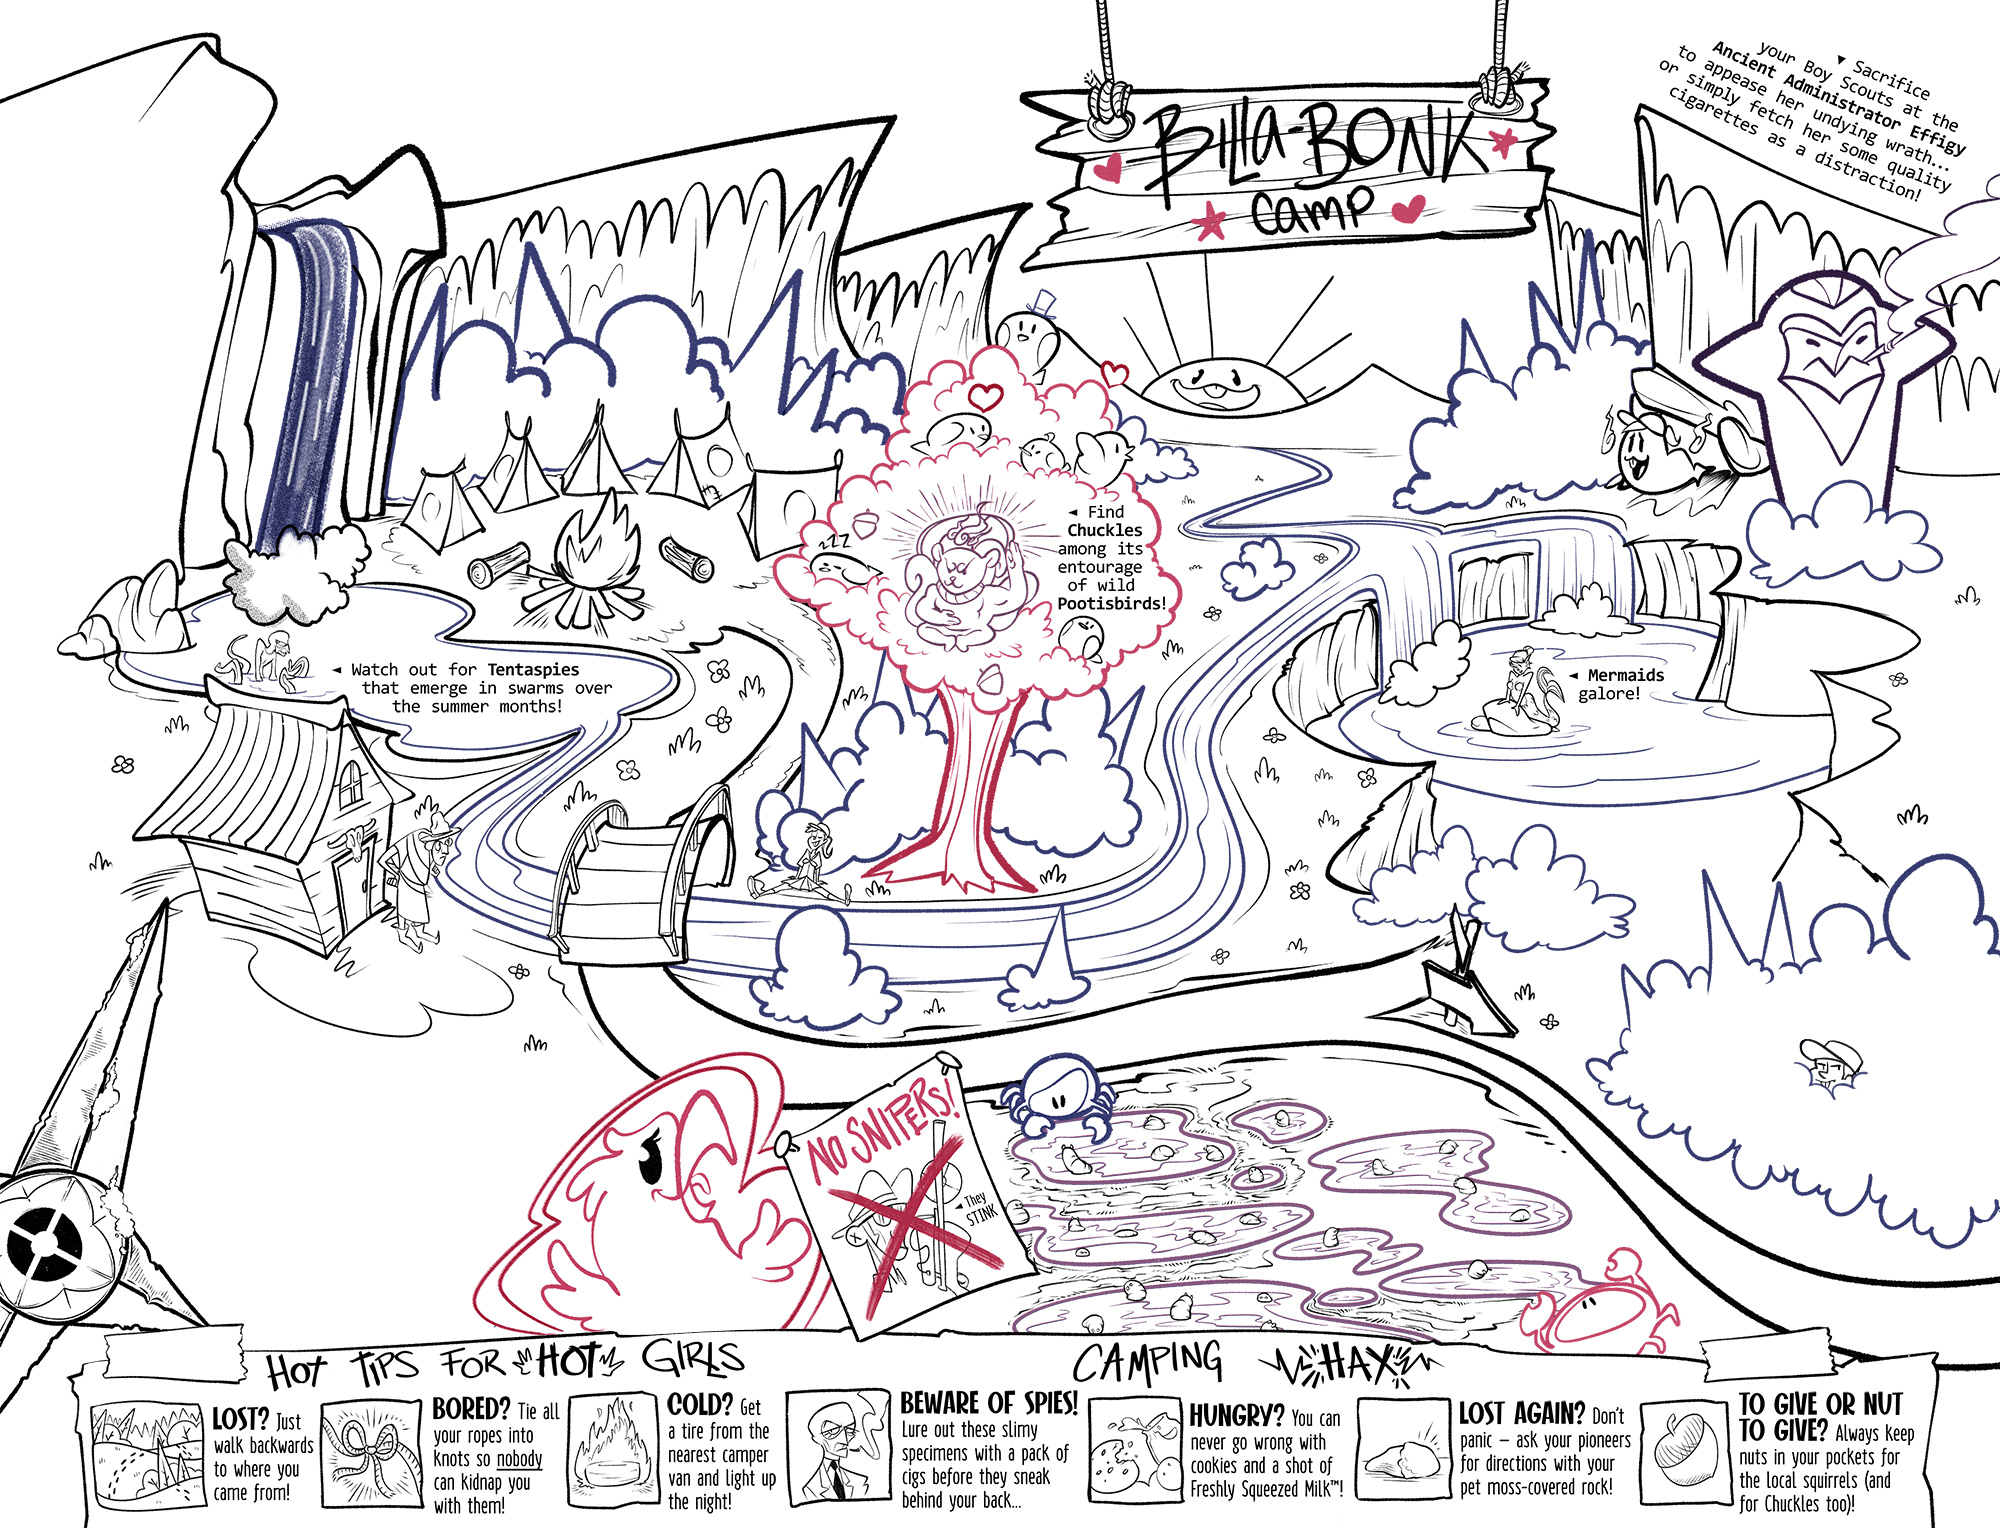 ▼ Sacrifice
your Boy Scouts at the
Ancient Administrator Effigy
to appease her undying wrath...
or simply fetch her some quality
cigarettes as a distraction!
BILLA-BONK
CAMP
◄ Find
Chuckles
among its
entourage
of wild
Pootisbirds!
zzz
◄ Watch out for Tentaspies
that emerge in swarms over
the summer months!
◄ Mermaids
galore!
NO SNIPERS!
◄ They
STINK
HOT TIPS FOR HOT GIRLS
LOST? Just
walk backwards
to where you
came from!
BORED? Tie all
your ropes into
knots so nobody
can kidnap you
with them!
COLD? Get
a tire from the
nearest camper
van and light up
the night!
BEWARE OF SPIES!
Lure out these slimy
specimens with a pack of
cigs before they sneak
behind your back...
CAMPING HAX
HUNGRY? You can
never go wrong with
cookies and a shot of
Freshly Squeezed Milk™!
LOST AGAIN? Don't
panic – ask your pioneers
for directions with your
pet moss-covered rock!
TO GIVE OR NUT
TO GIVE? Always keep
nuts in your pockets for
the local squirrels (and
for Chuckles too)!